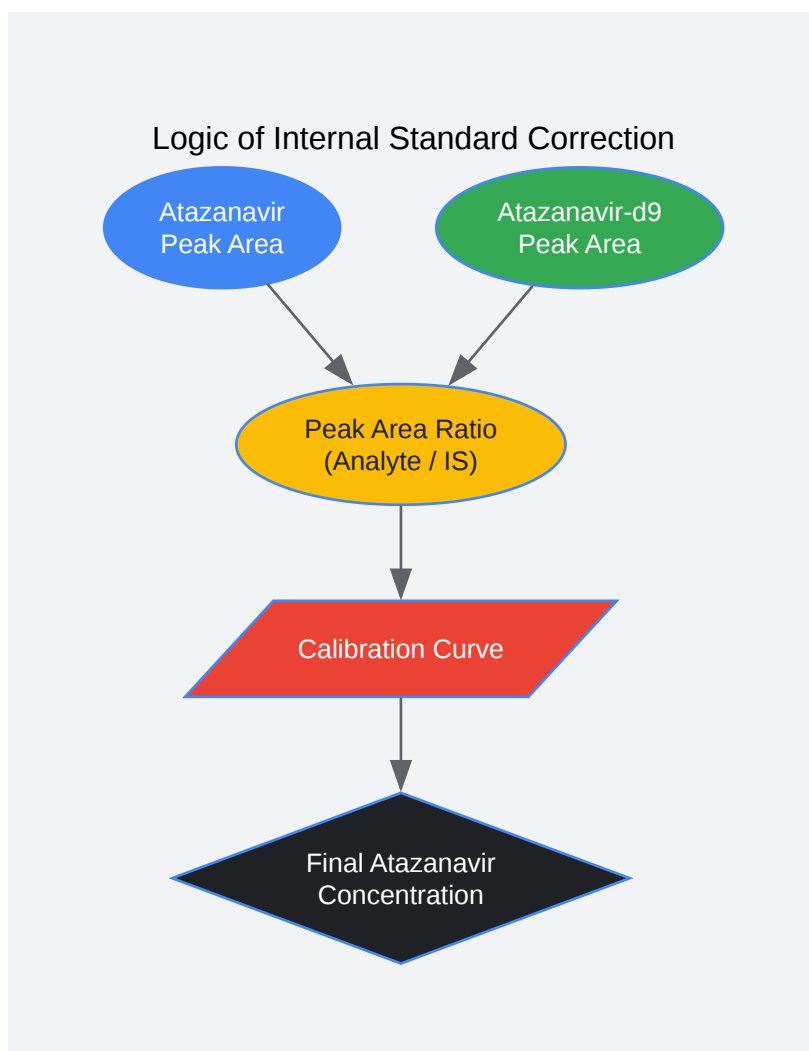 Logic of Internal Standard Correction
Atazanavir
Peak Area
Atazanavir-d9
Peak Area
Peak Area Ratio
(Analyte / IS)
Calibration Curve
Final Atazanavir
Concentration